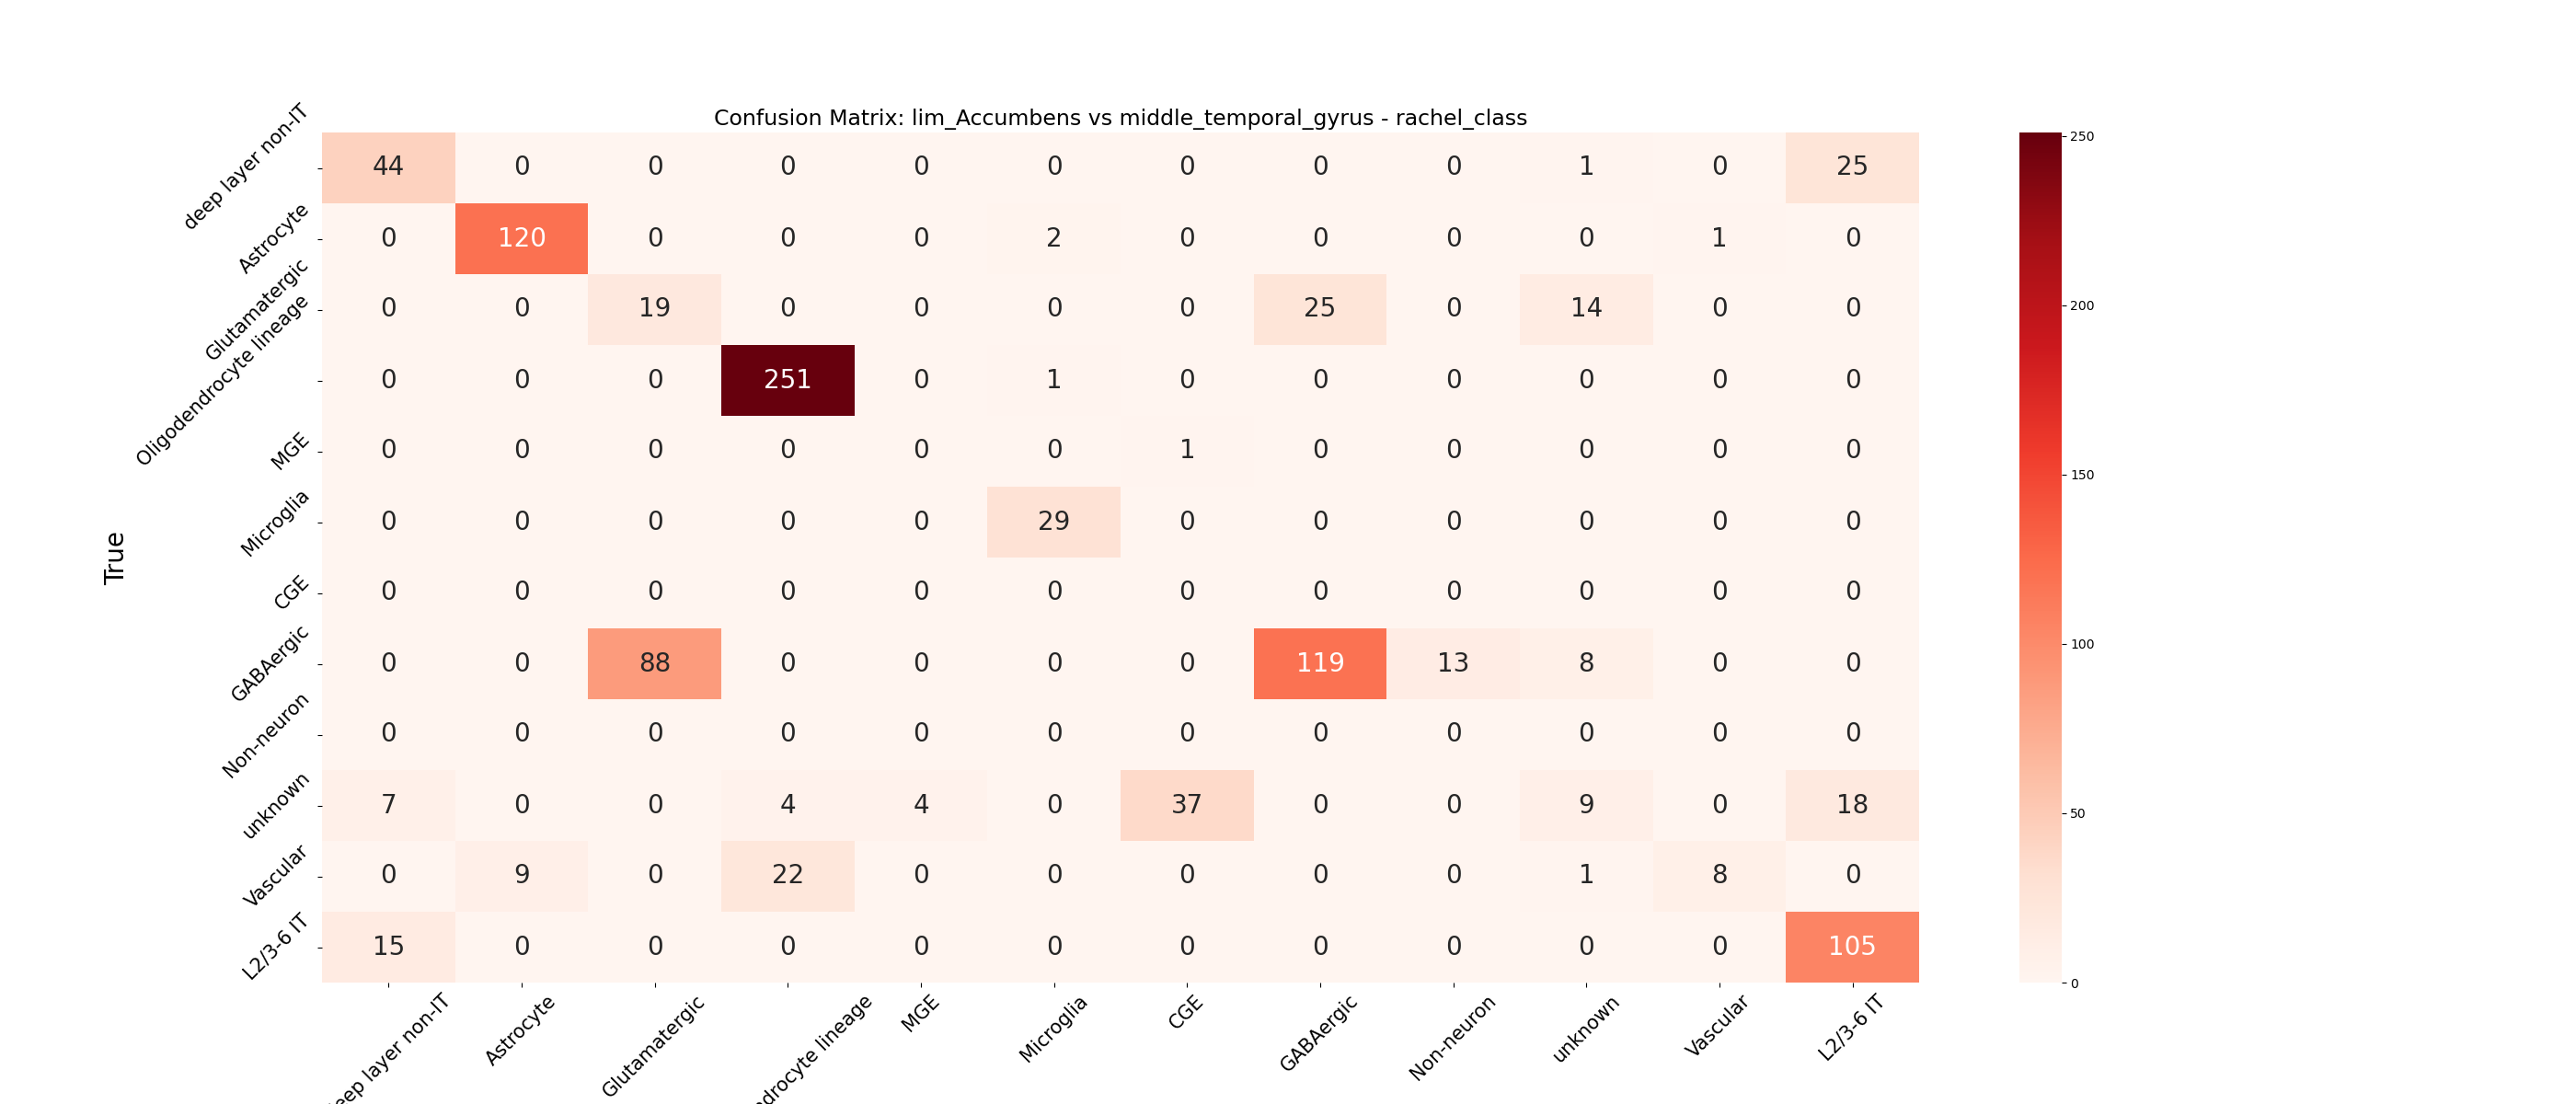 Confusion Matrix: lim_Accumbens vs middle_temporal_gyrus - rachel_class
True
deep layer non-IT 44 0 0 0 0 0 0 0 0 1 0 25
Astrocyte 0 120 0 0 0 2 0 0 0 0 1 0
Glutamatergic 0 0 19 0 0 0 0 25 0 14 0 0
Oligodendrocyte lineage 0 0 0 251 0 1 0 0 0 0 0 0
MGE 0 0 0 0 0 0 1 0 0 0 0 0
Microglia 0 0 0 0 0 29 0 0 0 0 0 0
CGE 0 0 0 0 0 0 0 0 0 0 0 0
GABAergic 0 0 88 0 0 0 0 119 13 8 0 0
Non-neuron 0 0 0 0 0 0 0 0 0 0 0 0
unknown 7 0 0 4 4 0 37 0 0 9 0 18
Vascular 0 9 0 22 0 0 0 0 0 1 8 0
L2/3-6 IT 15 0 0 0 0 0 0 0 0 0 0 105
eep layer non-IT Astrocyte Glutamatergic ndrocyte lineage MGE Microglia CGE GABAergic Non-neuron unknown Vascular L2/3-6 IT
250
200
150
100
50
0